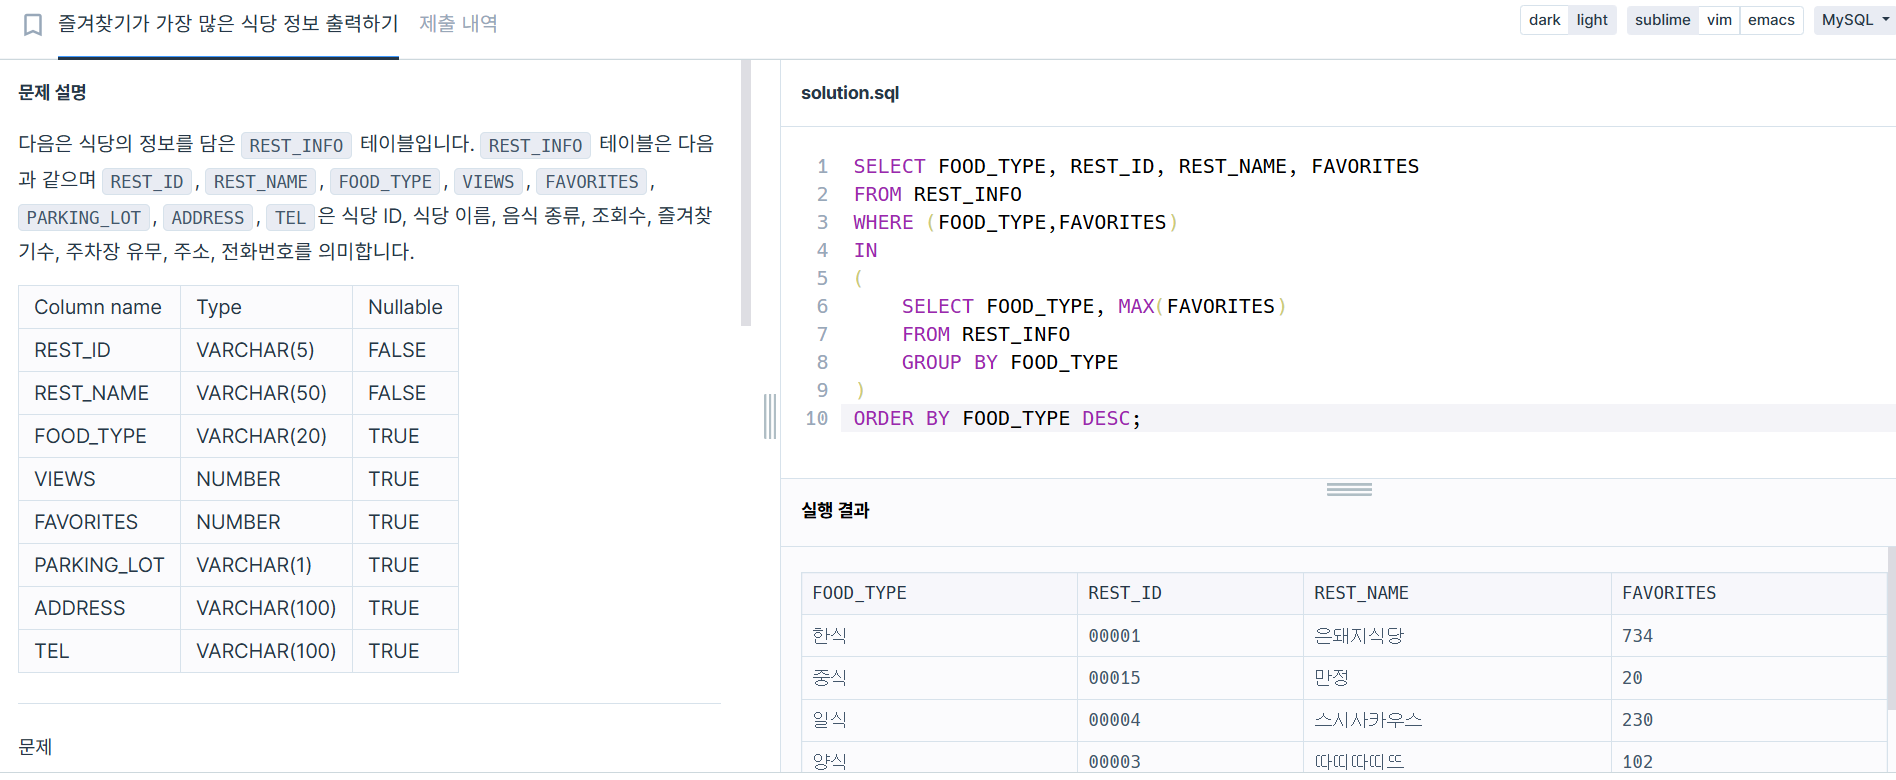 즐겨찾기가 가장 많은 식당 정보 출력하기 제출 내역
dark light sublime vim emacs MySQL
문제 설명
다음은 식당의 정보를 담은 REST_INFO 테이블입니다. REST_INFO 테이블은 다음
과 같으며 REST_ID, REST_NAME, FOOD_TYPE, VIEWS, FAVORITES,
PARKING_LOT, ADDRESS, TEL은 식당 ID, 식당 이름, 음식 종류, 조회수, 즐겨찾
기수, 주차장 유무, 주소, 전화번호를 의미합니다.
Column name Type Nullable
REST_ID VARCHAR(5) FALSE
REST_NAME VARCHAR(50) FALSE
FOOD_TYPE VARCHAR(20) TRUE
VIEWS NUMBER TRUE
FAVORITES NUMBER TRUE
PARKING_LOT VARCHAR(1) TRUE
ADDRESS VARCHAR(100) TRUE
TEL VARCHAR(100) TRUE
문제
solution.sql
1 SELECT FOOD_TYPE, REST_ID, REST_NAME, FAVORITES
2 FROM REST_INFO
3 WHERE (FOOD_TYPE,FAVORITES)
4 IN
5 (
6 SELECT FOOD_TYPE, MAX(FAVORITES)
7 FROM REST_INFO
8 GROUP BY FOOD_TYPE
9 )
10 ORDER BY FOOD_TYPE DESC;
실행 결과
FOOD_TYPE REST_ID REST_NAME FAVORITES
한식 00001 은돼지식당 734
중식 00015 만정 20
일식 00004 스시사카우스 230
양식 00003 따띠따띠뜨 102